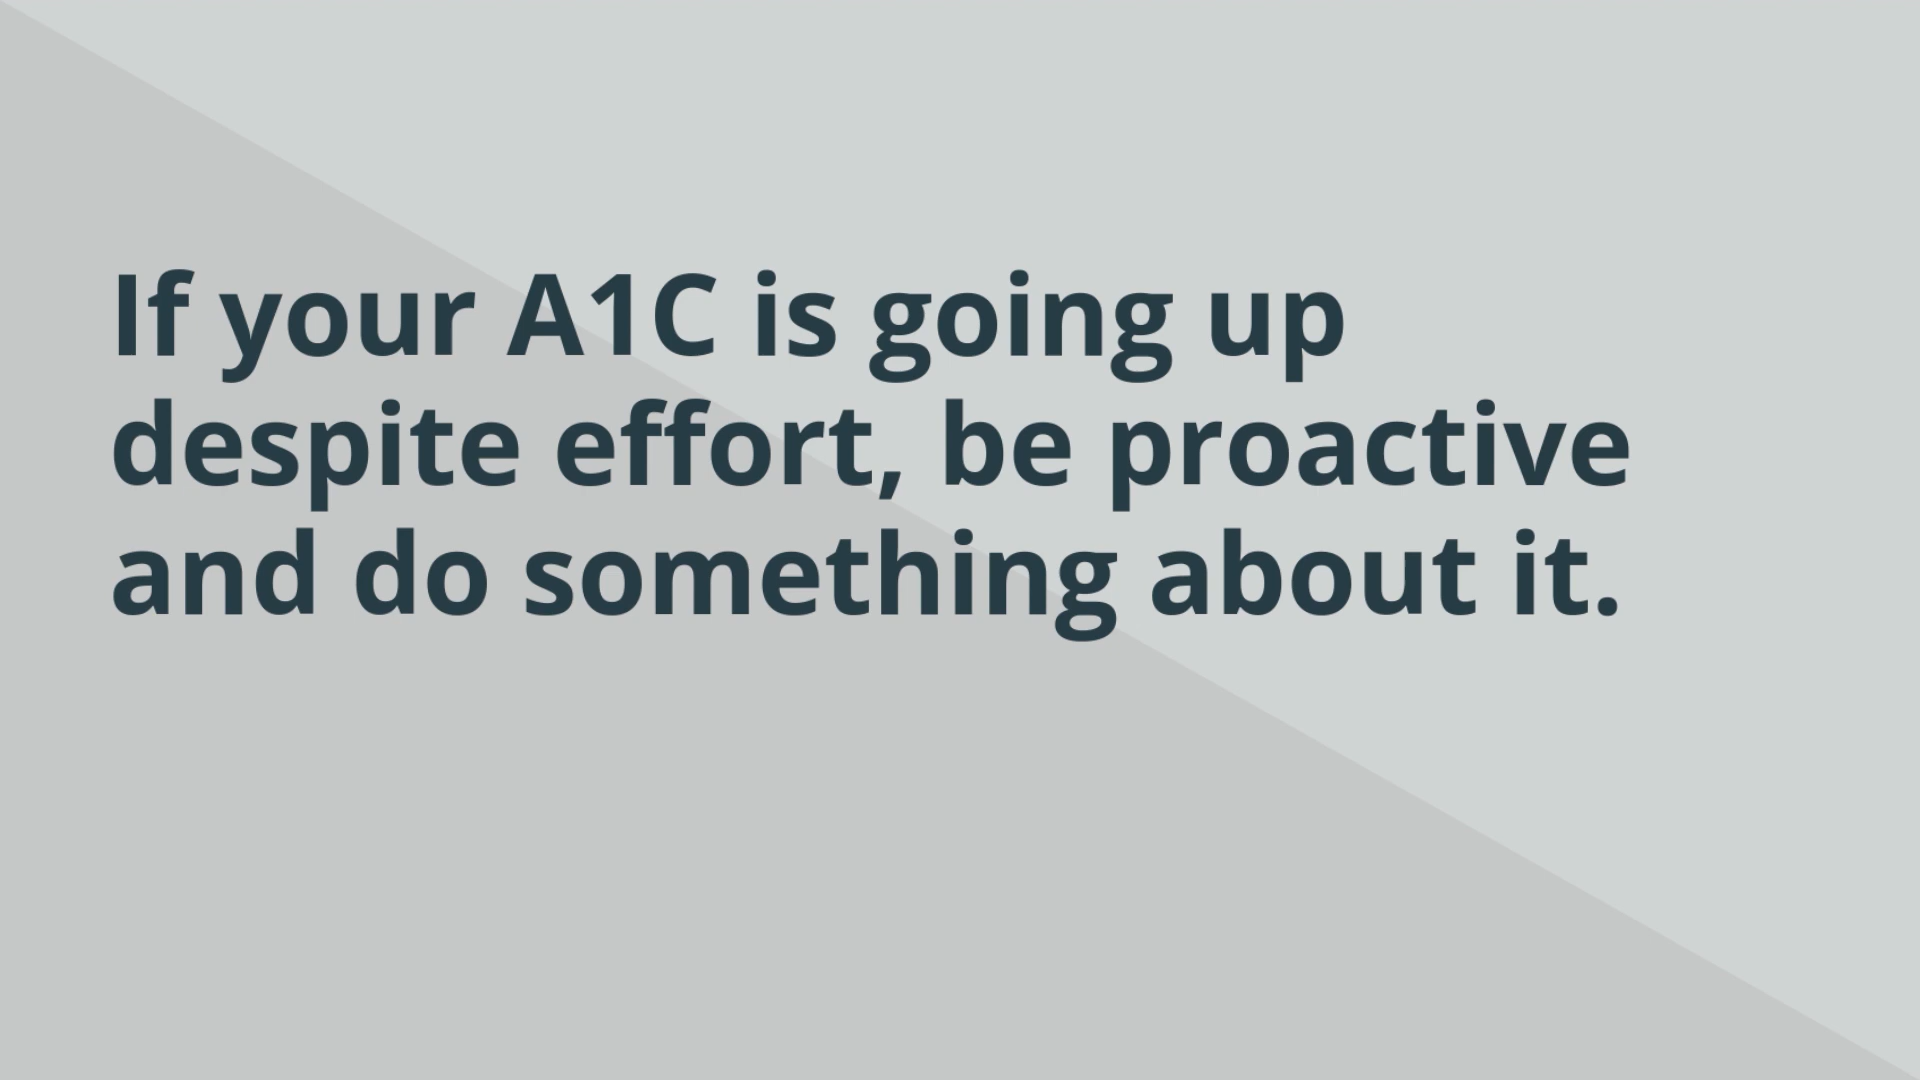 If your A1C is going up
despite effort, be proactive
and do something about it.